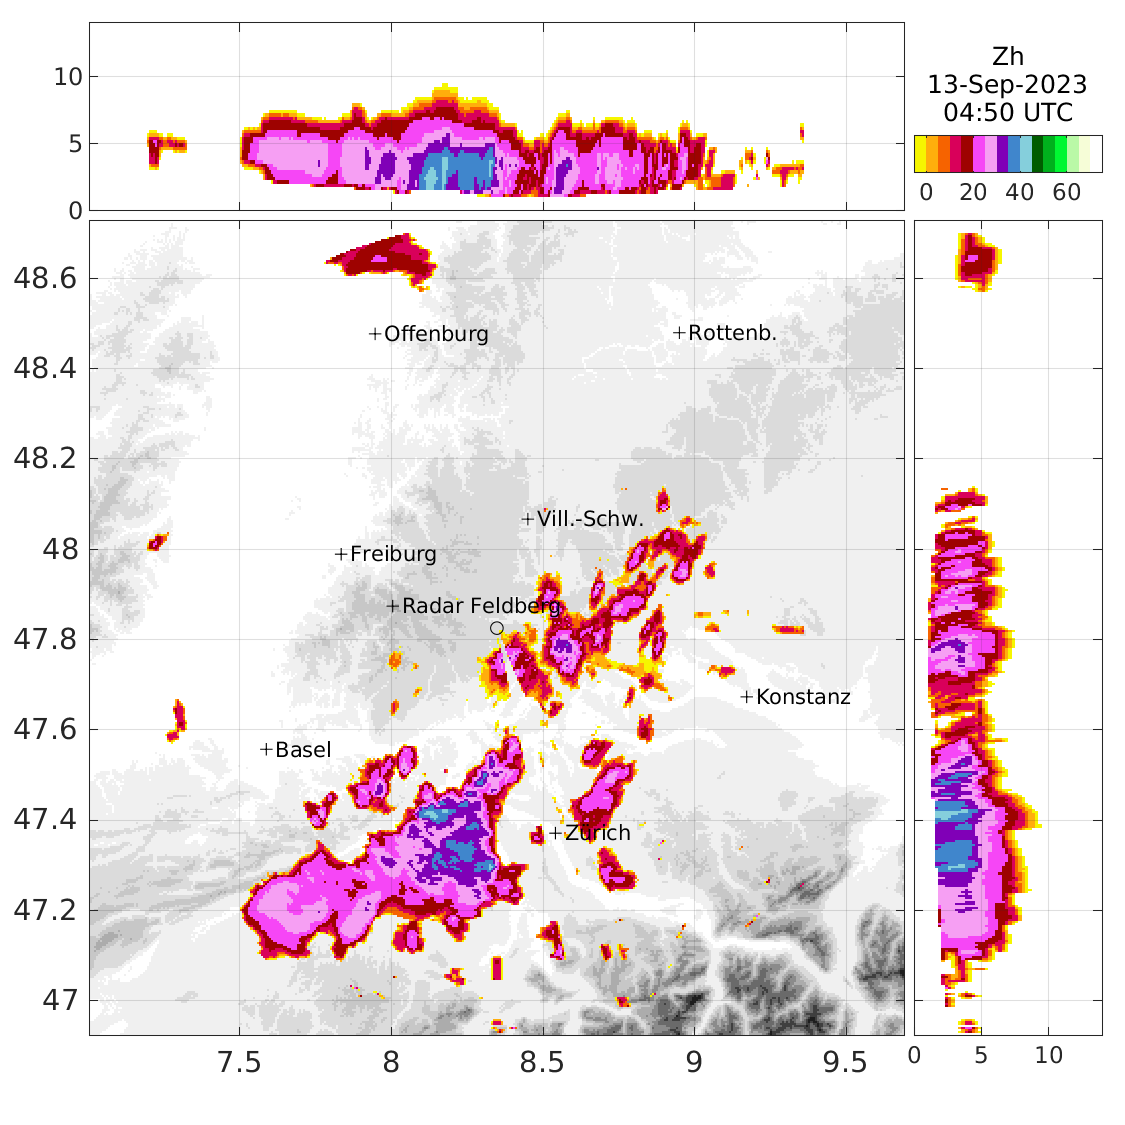 10
5
0
Zh
13-Sep-2023
04:50 UTC
0 20 40 60
48.6
48.4
48.2
48
47.8
47.6
47.4
47.2
47
+Offenburg
+Rottenb.
+Vill.-Schw.
+Freiburg
+Radar Feldberg
+Konstanz
+Basel
+Zürich
7.5 8 8.5 9 9.5
0 5 10